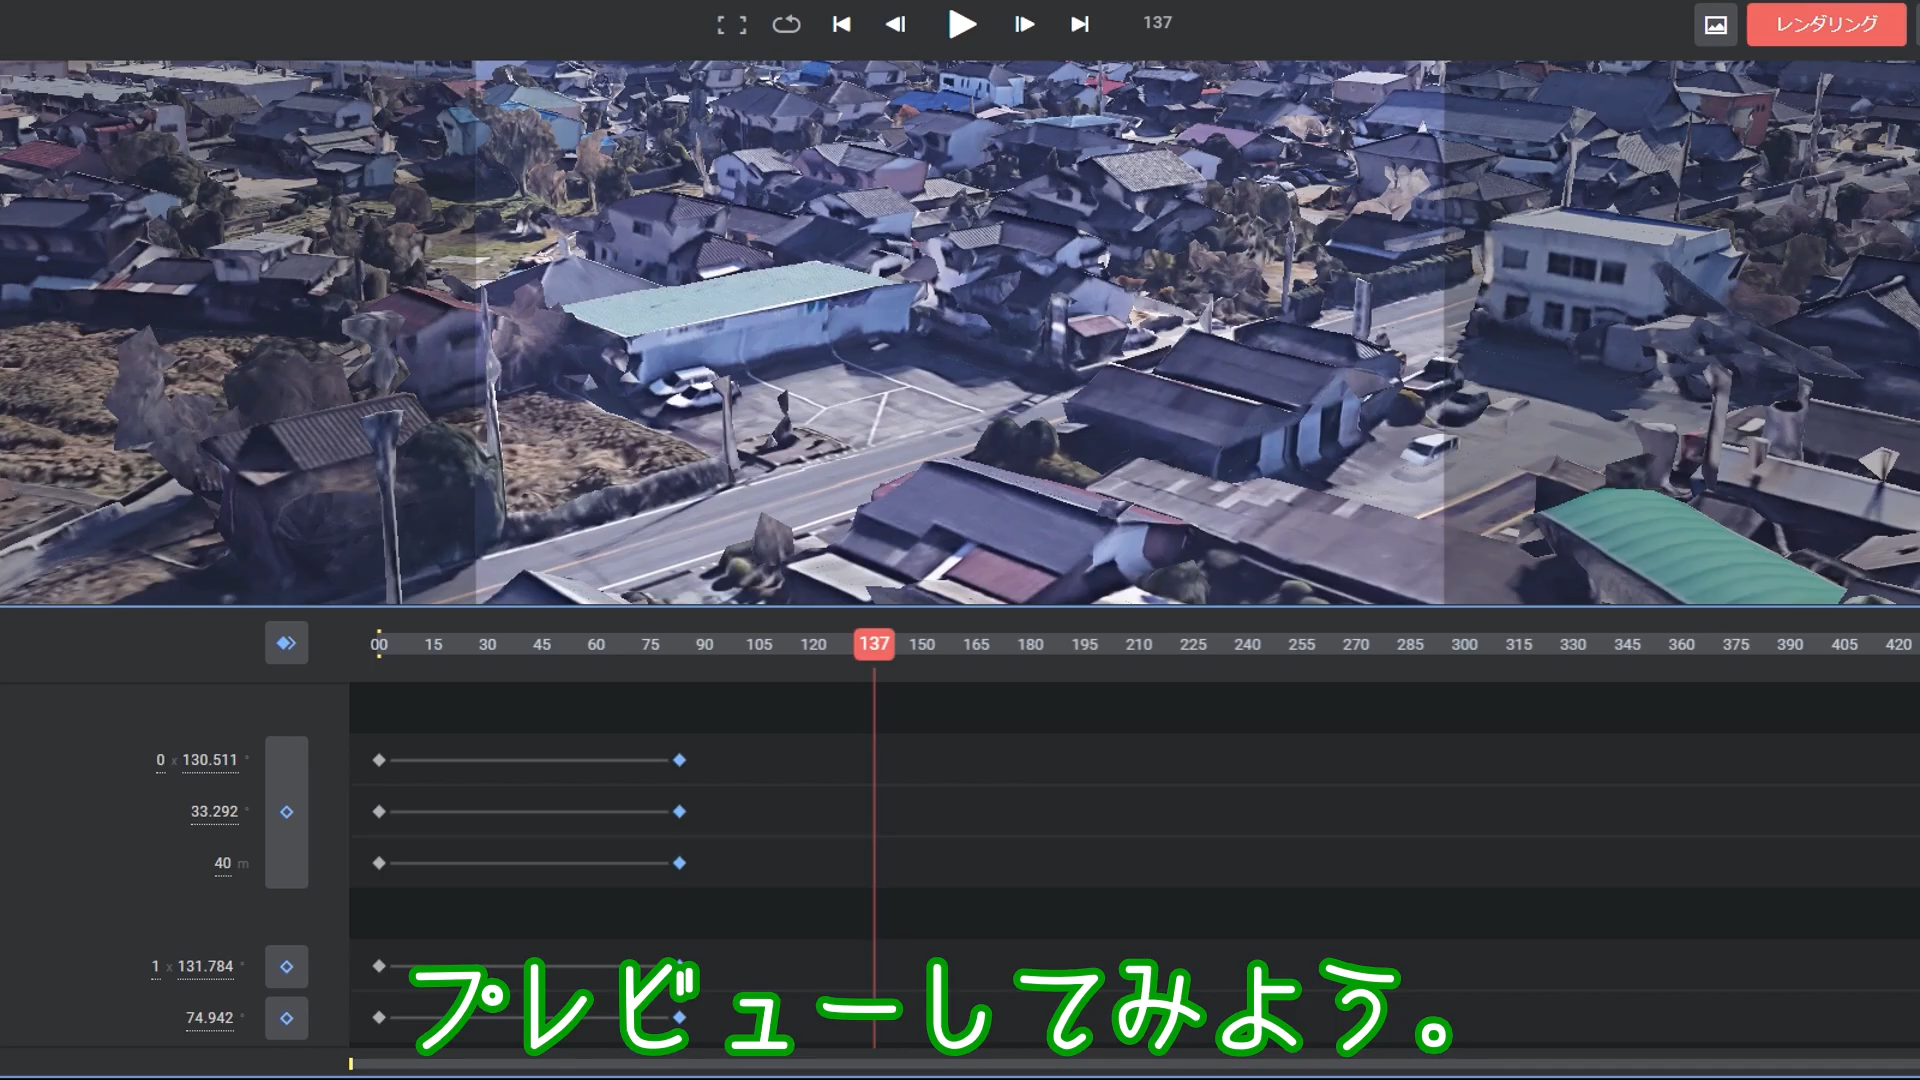 137
レンダリング
00 15 30 45 60 75 90 105 120 137 150 165 180 195 210 225 240 255 270 285 300 315 330 345 360 375 390 405 420
0 x 130.511 °
33.292 °
40 m
1 x 131.784 °
74.942 °
プレビューしてみよう。